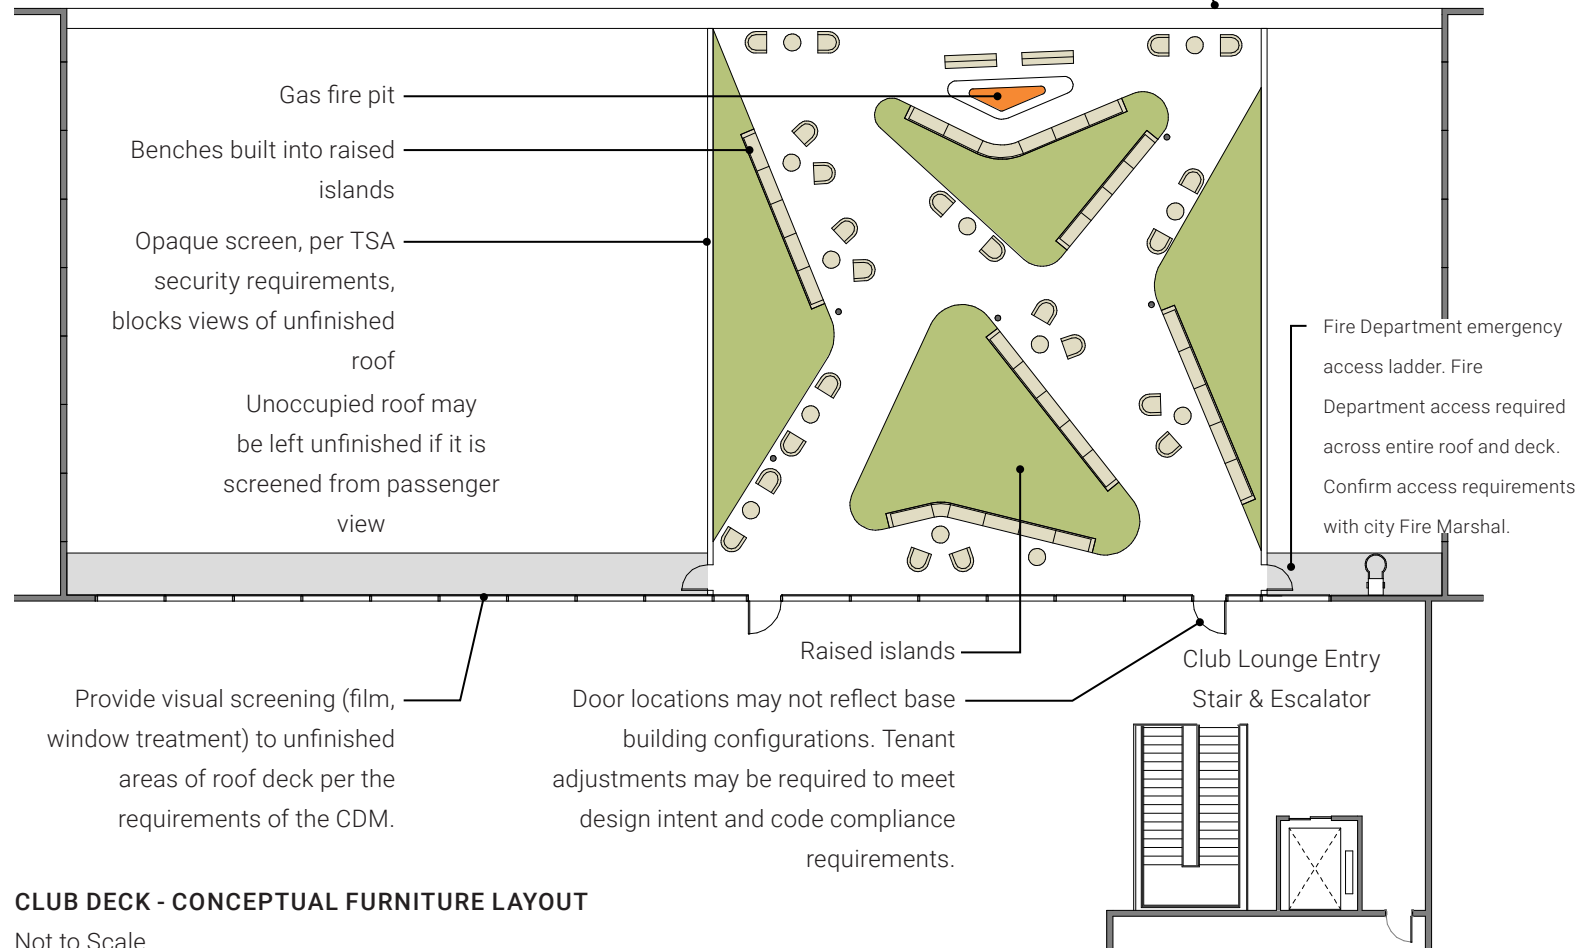 Gas fire pit
Benches built into raised
islands
Opaque screen, per TSA
security requirements,
blocks views of unfinished
roof
Unoccupied roof may
be left unfinished if it is
screened from passenger
view
Fire Department emergency
access ladder. Fire
Department access required
across entire roof and deck.
Confirm access requirements
with city Fire Marshal.
Raised islands
Club Lounge Entry
Stair & Escalator
Provide visual screening (film,
window treatment) to unfinished
areas of roof deck per the
requirements of the CDM.
Door locations may not reflect base
building configurations. Tenant
adjustments may be required to meet
design intent and code compliance
requirements.
CLUB DECK - CONCEPTUAL FURNITURE LAYOUT
Not to Scale